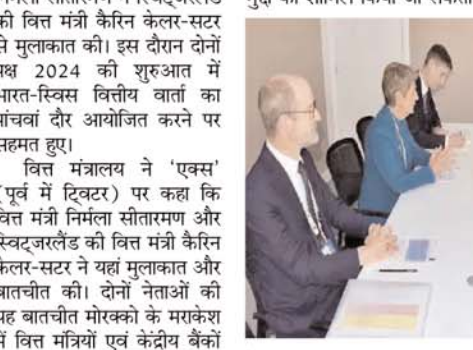 की वित्त मंत्री कैरिन केलर-सटर
से मुलाकात की। इस दौरान दोनों
पक्ष 2024 की शुरुआत में
भारत-स्विस वित्तीय वार्ता का
पांचवां दौर आयोजित करने पर
सहमत हुए।
वित्त मंत्रालय ने ‘एक्स’
(पूर्व में ट्विटर) पर कहा कि
वित्त मंत्री निर्मला सीतारमण और
स्विट्जरलैंड की वित्त मंत्री कैरिन
केलर-सटर ने यहां मुलाकात और
बातचीत की। दोनों नेताओं की
यह बातचीत मोरक्को के मराकेश
में वित्त मंत्रियों एवं केंद्रीय बैंकों